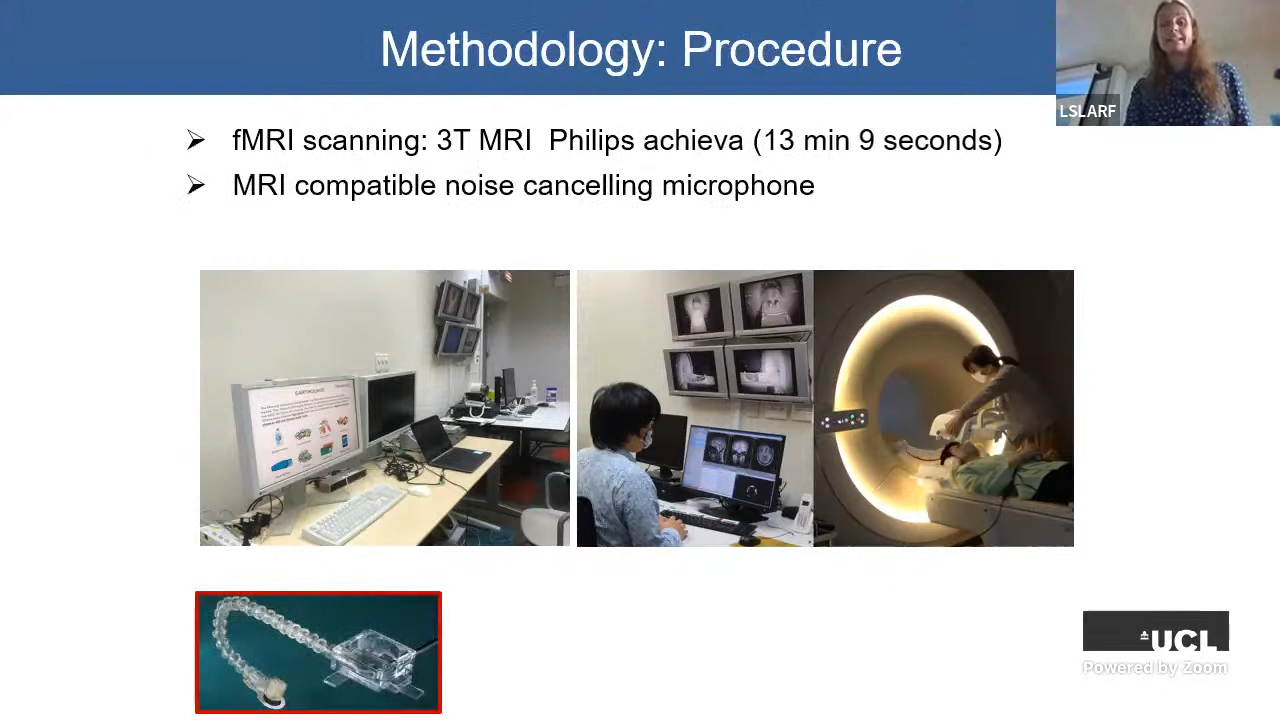 Methodology: Procedure
LSLARF
➢ fMRI scanning: 3T MRI Philips achieva (13 min 9 seconds)
➢ MRI compatible noise cancelling microphone
UCL
Powered by Zoom